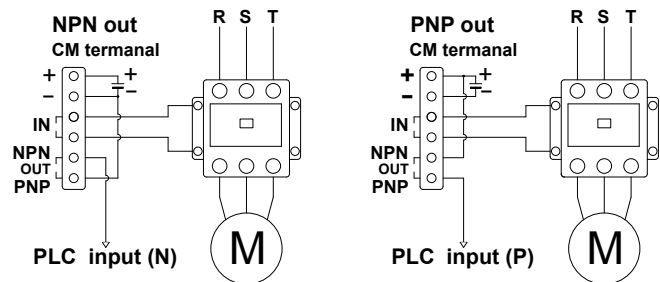 NPN out
CM termanal
R S T
+
+
−
−
IN
NPN
OUT
PNP
PLC input (N)
M
PNP out
CM termanal
R S T
+
+
−
−
IN
NPN
OUT
PNP
PLC input (P)
M